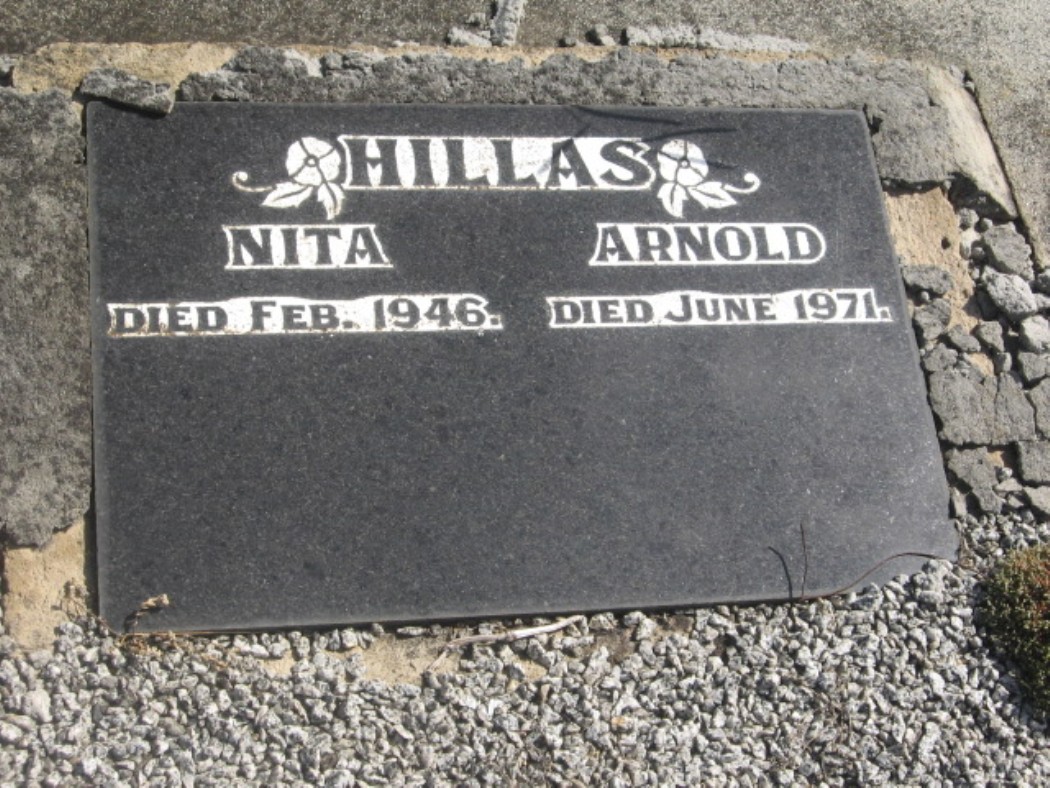 HILLAS
NITA ARNOLD
DIED FEB. 1946. DIED JUNE 1971.